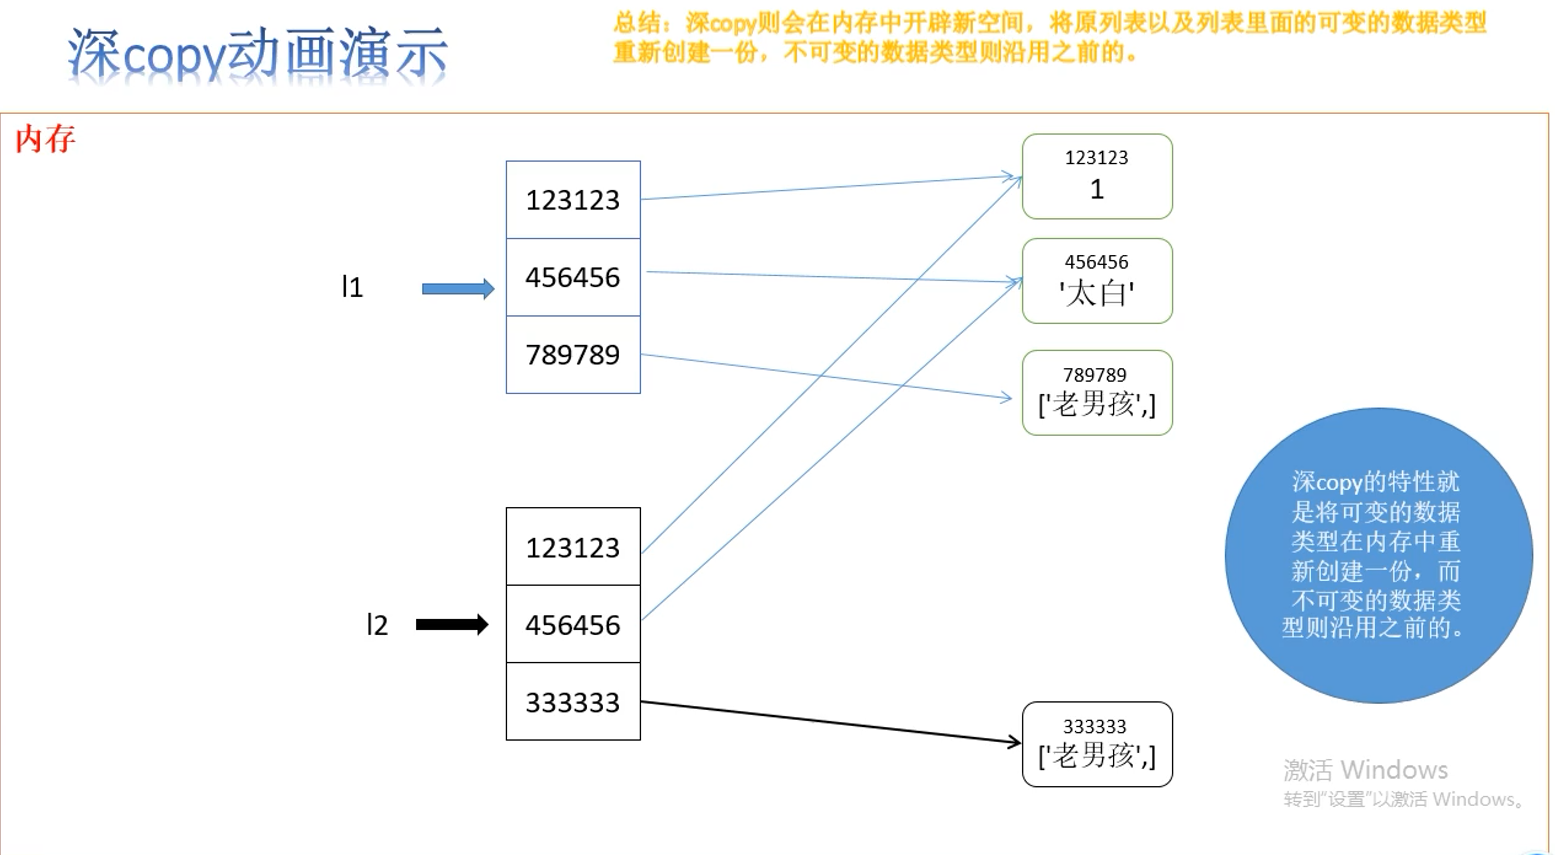 深copy动画演示
总结：深copy则会在内存中开辟新空间，将原列表以及列表里面的可变的数据类型
重新创建一份，不可变的数据类型则沿用之前的。
内存
123123
1
123123
456456
'太白'
l1
456456
789789
789789
['老男孩',]
深copy的特性就
是将可变的数据
类型在内存中重
新创建一份，而
不可变的数据类
型则沿用之前的。
123123
l2
456456
333333
333333
['老男孩',]
激活 Windows
转到“设置”以激活 Windows。